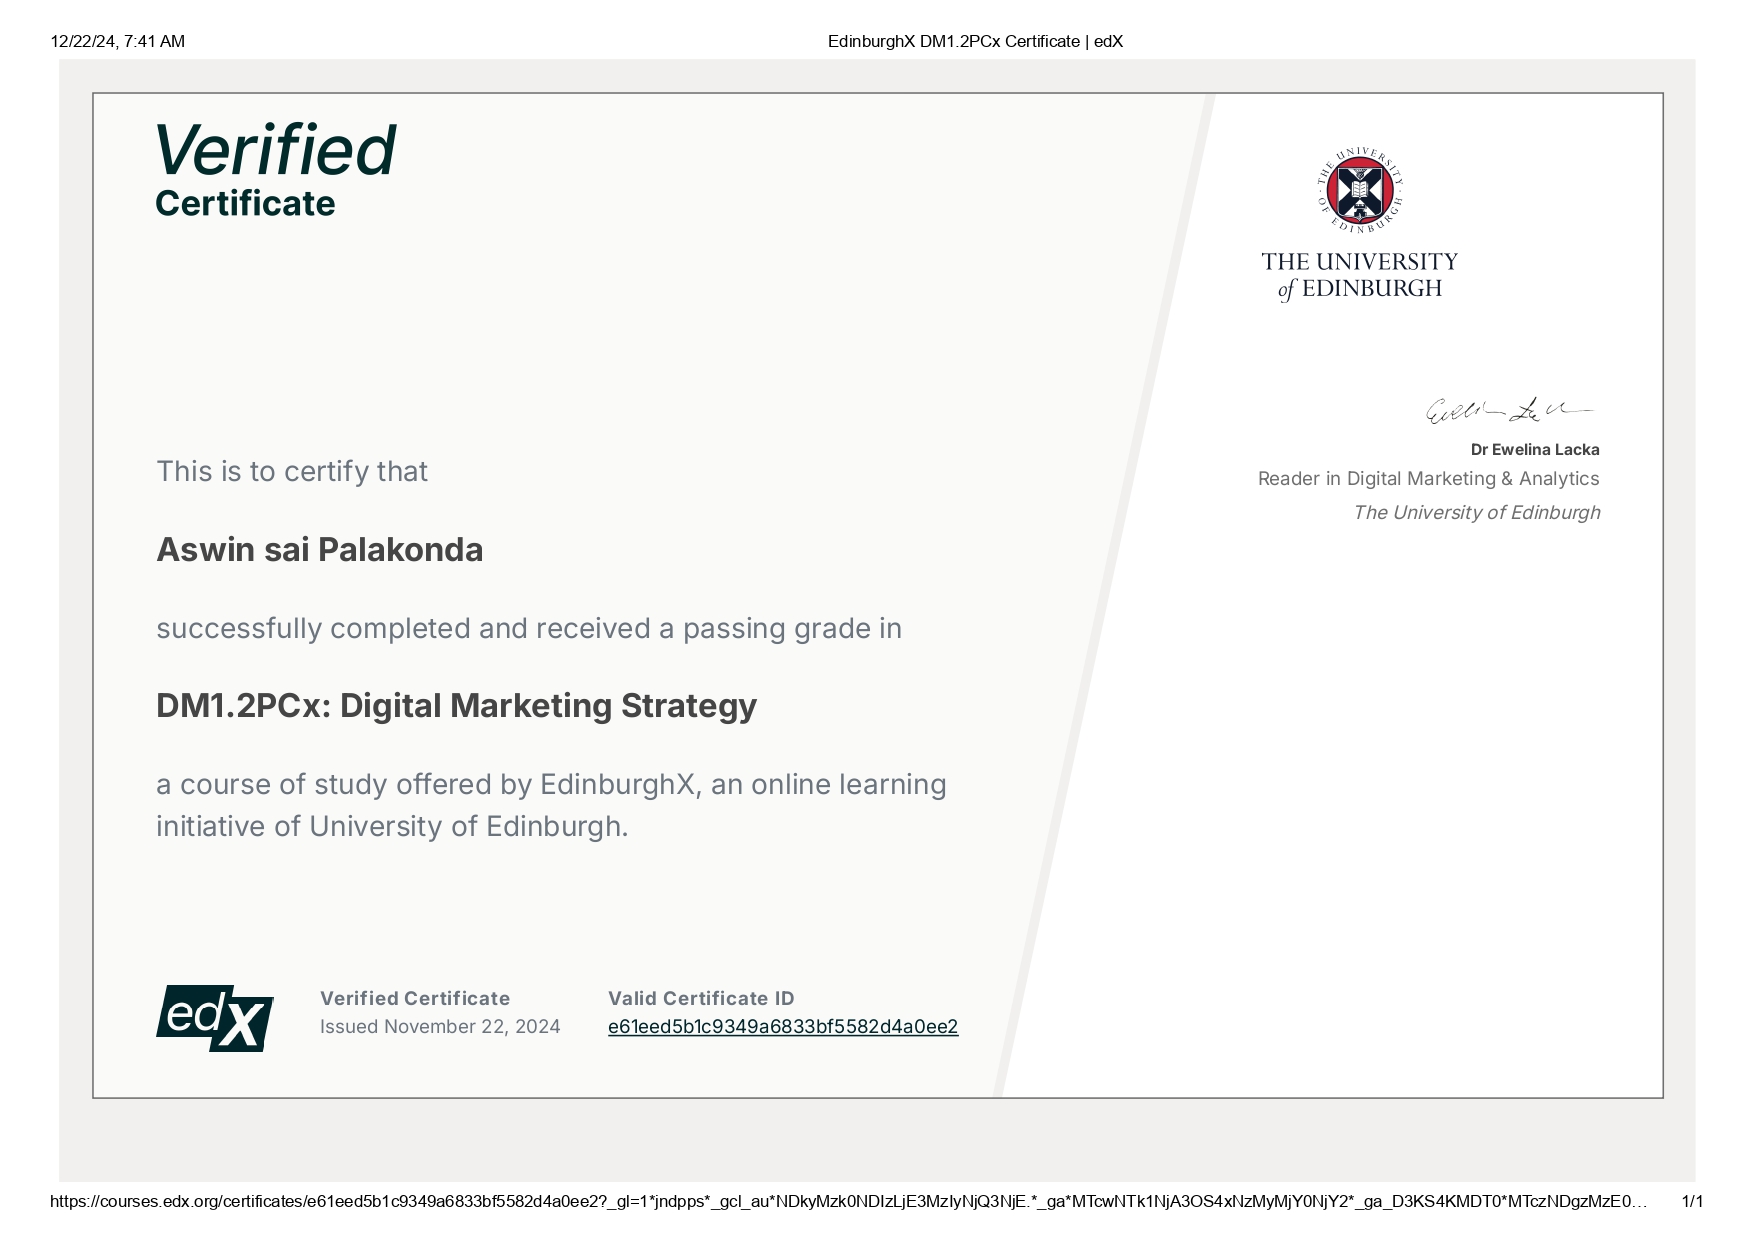 12/22/24, 7:41 AM
EdinburghX DM1.2PCx Certificate | edX
Verified
Certificate
THE UNIVERSITY OF EDINBURGH
THE UNIVERSITY
of EDINBURGH
Dr Ewelina Lacka
Reader in Digital Marketing & Analytics
The University of Edinburgh
This is to certify that
Aswin sai Palakonda
successfully completed and received a passing grade in
DM1.2PCx: Digital Marketing Strategy
a course of study offered by EdinburghX, an online learning
initiative of University of Edinburgh.
edX
Verified Certificate
Issued November 22, 2024
Valid Certificate ID
e61eed5b1c9349a6833bf5582d4a0ee2
https://courses.edx.org/certificates/e61eed5b1c9349a6833bf5582d4a0ee2?_gl=1*jndpps*_gcl_au*NDkyMzk0NDIzLjE3MzIyNjQ3NjE.*_ga*MTcwNTk1NjA3OS4xNzMyMjY0NjY2*_ga_D3KS4KMDT0*MTczNDgzMzE0…
1/1